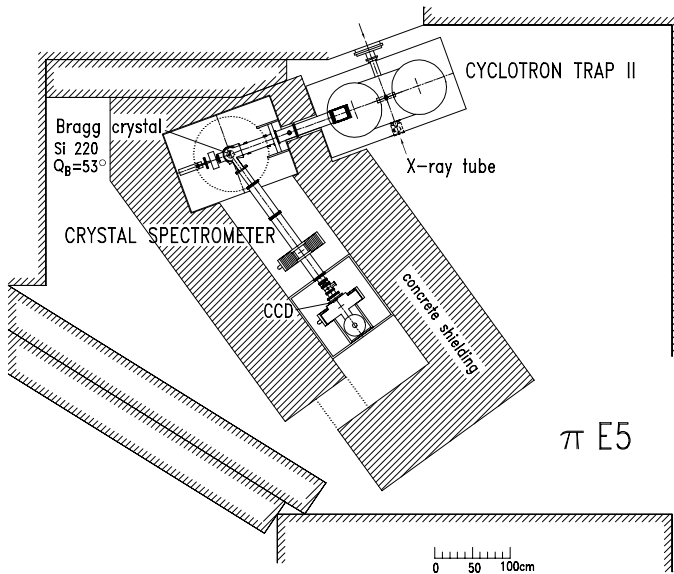 CYCLOTRON TRAP II
Bragg crystal
Si 220
Q_B=53°
X-ray tube
CRYSTAL SPECTROMETER
CCD
concrete shielding
π E5
0 50 100cm